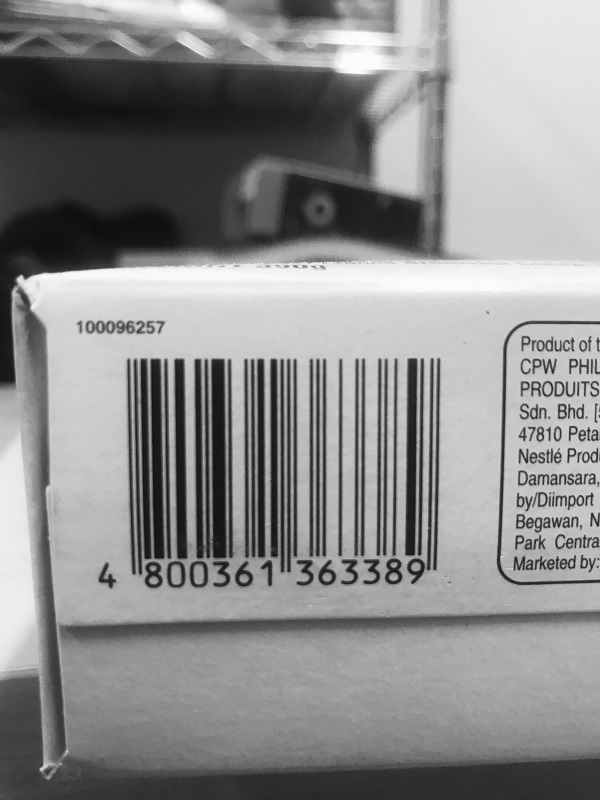 100096257
4 800361 363389
Product of t
CPW PHIL
PRODUITS
Sdn. Bhd. [
47810 Peta
Nestlé Prod
Damansara,
by/Diimport
Begawan, N
Park Centra
Marketed by: